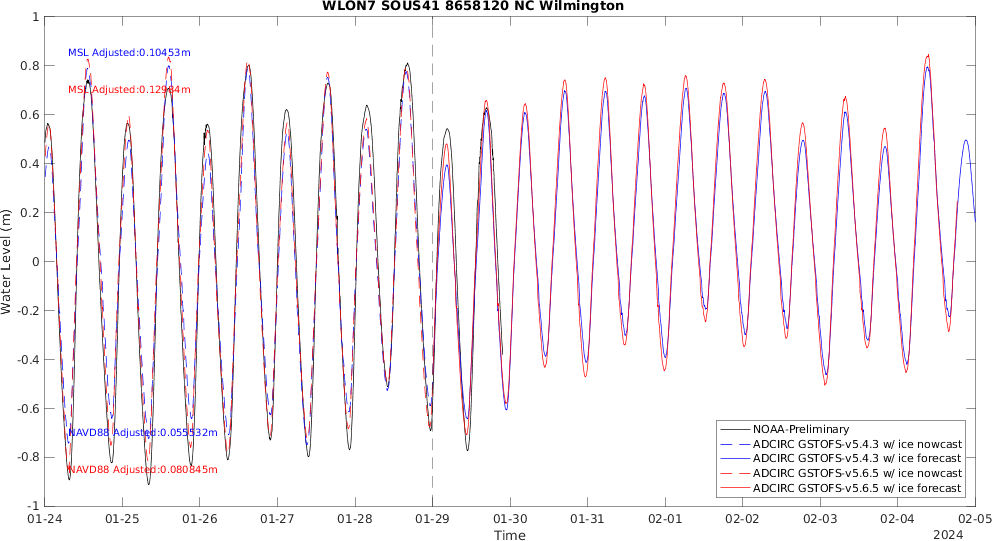 WLON7 SOUS41 8658120 NC Wilmington
1
0.8
0.6
0.4
0.2
0
-0.2
-0.4
-0.6
-0.8
-1
Water Level (m)
MSL Adjusted:0.10453m
MSL Adjusted:0.12984m
NAVD88 Adjusted:0.055532m
NAVD88 Adjusted:0.080845m
NOAA-Preliminary
ADCIRC GSTOFS-v5.4.3 w/ ice nowcast
ADCIRC GSTOFS-v5.4.3 w/ ice forecast
ADCIRC GSTOFS-v5.6.5 w/ ice nowcast
ADCIRC GSTOFS-v5.6.5 w/ ice forecast
01-24 01-25 01-26 01-27 01-28 01-29 01-30 01-31 02-01 02-02 02-03 02-04 02-05
Time
2024